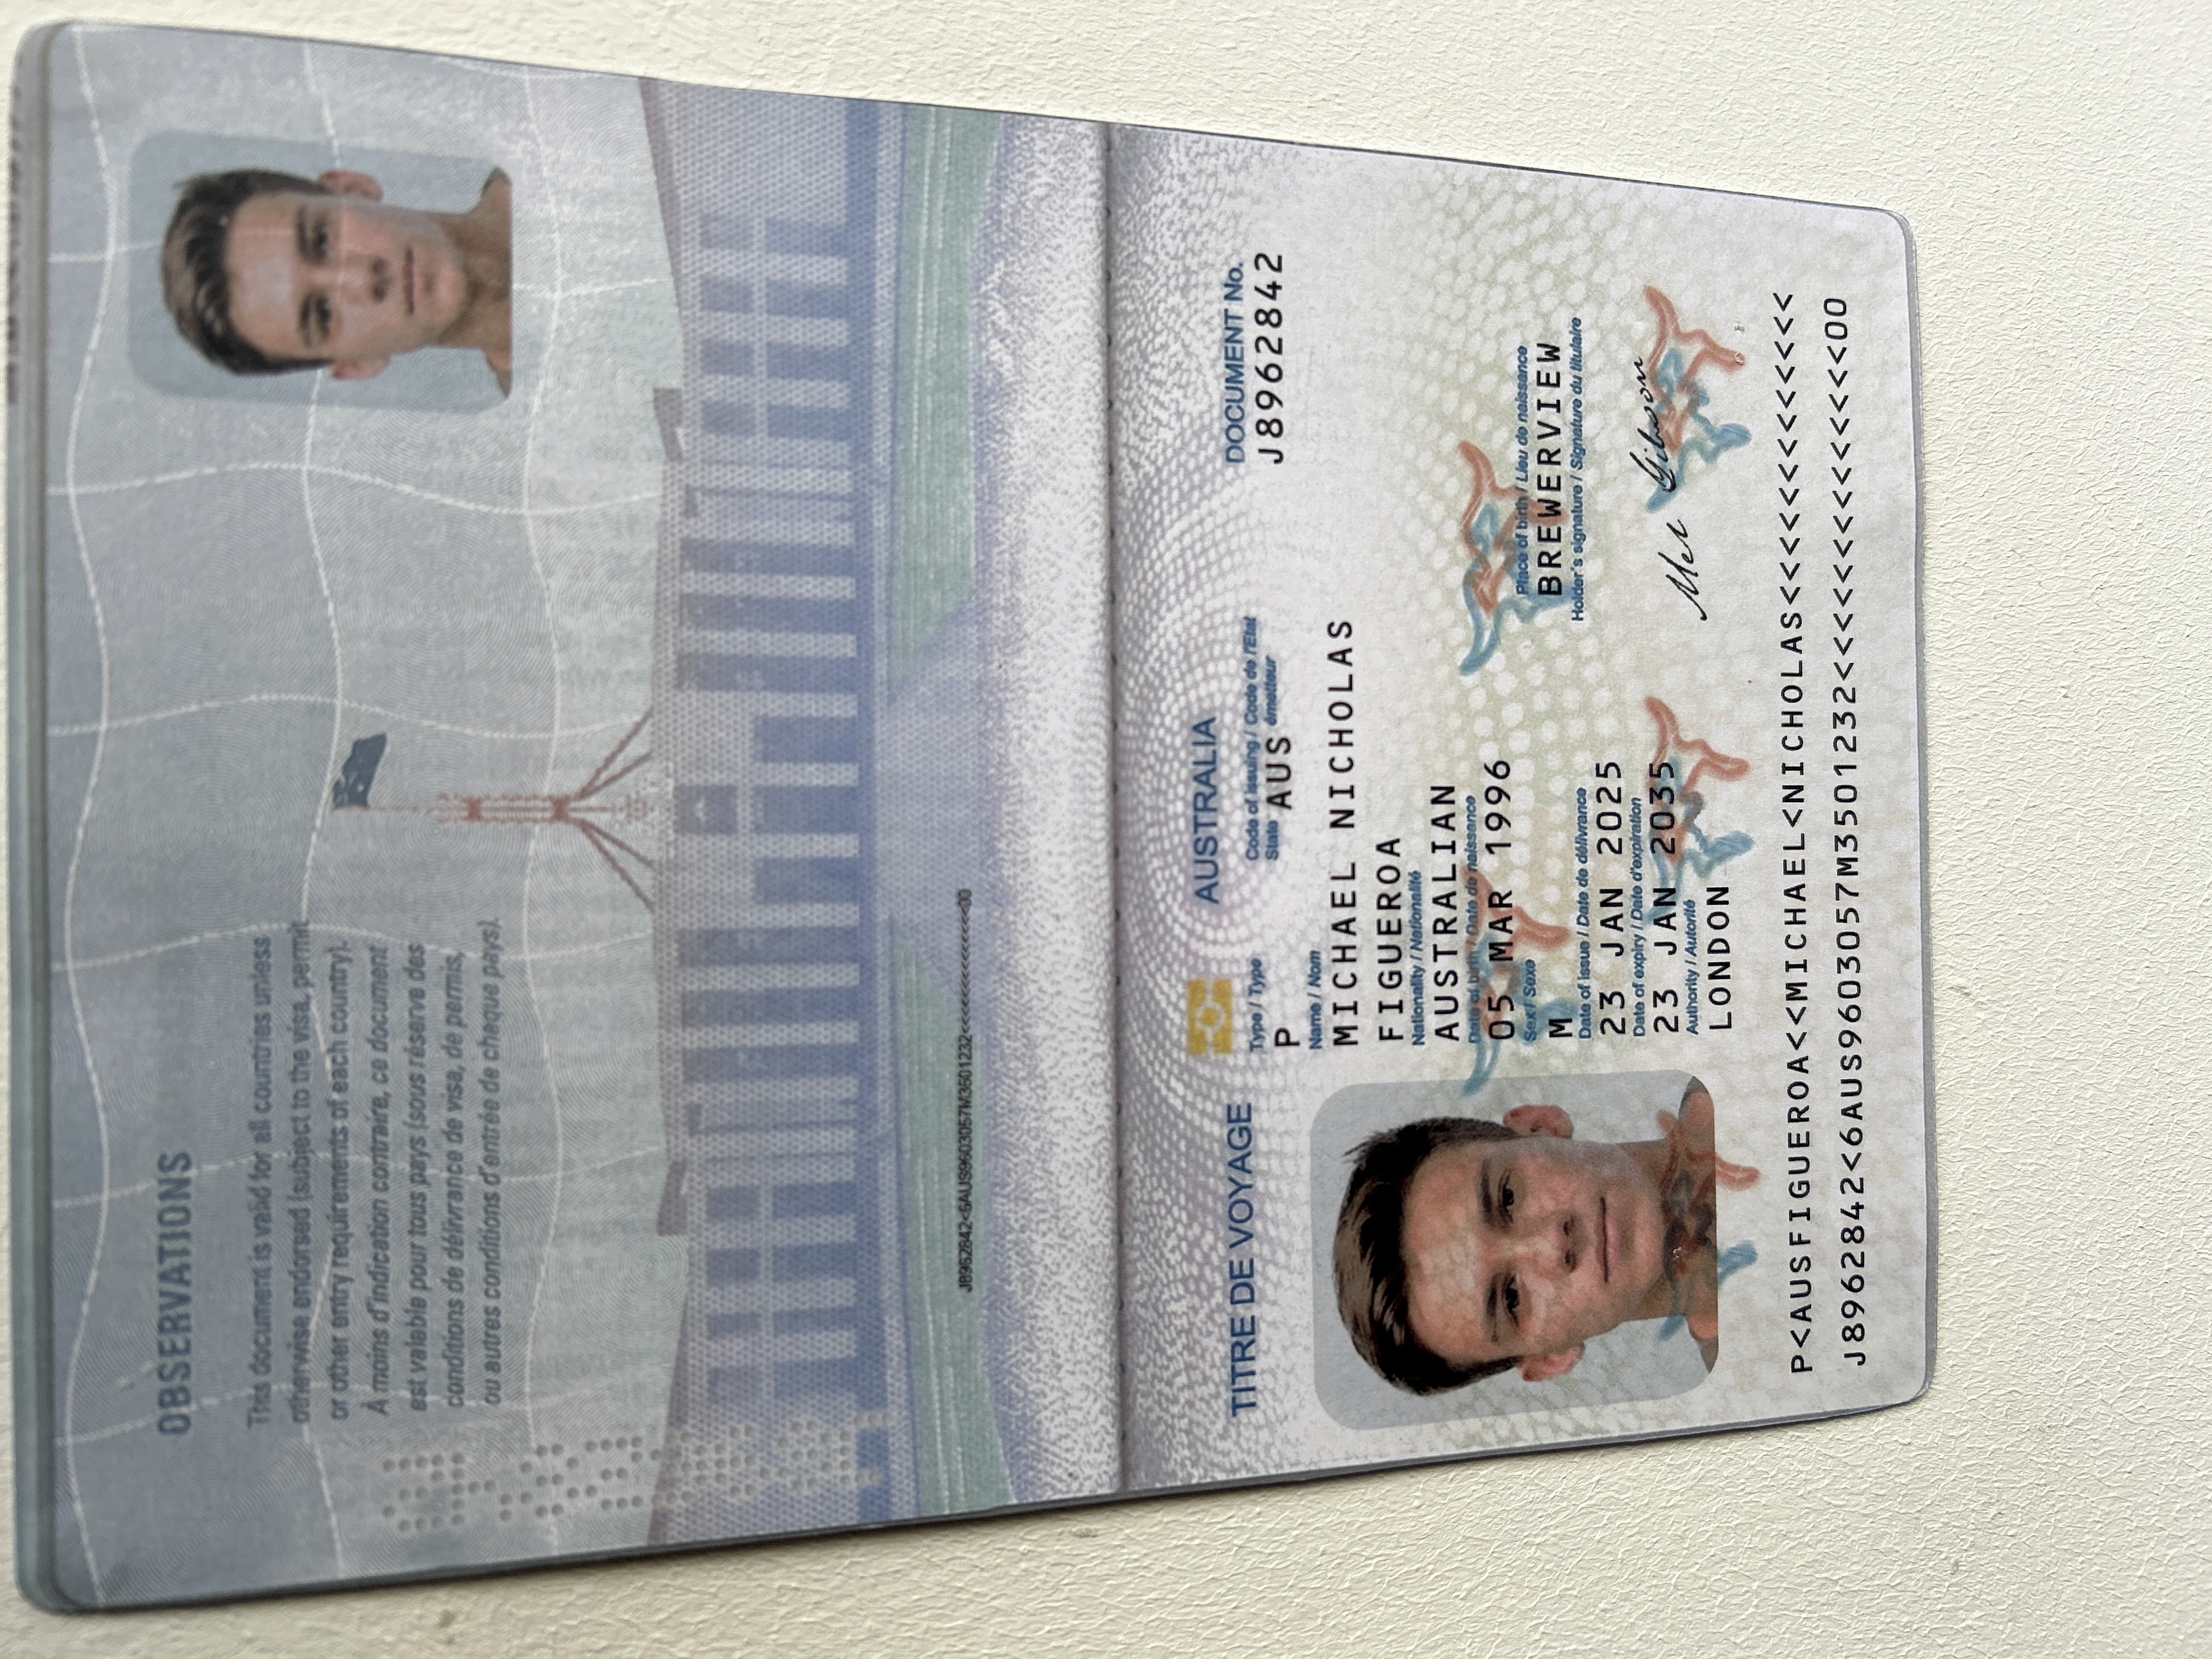 OBSERVATIONS
This document is valid for all countries unless
otherwise endorsed (subject to the visa, permit
or other entry requirements of each country).
À moins d'indication contraire, ce document
est valable pour tous pays (sous réserve des
conditions de délivrance de visa, de permis,
ou autres conditions d'entrée de chaque pays).
J8962842<6AUS9603057M3501232<<<<<<<<<<<<<<00
AUSTRALIA
TITRE DE VOYAGE
DOCUMENT No.
Type / Type
Code of issuing / Code de l'Etat
State émetteur
P
AUS
J8962842
Name / Nom
MICHAEL NICHOLAS
FIGUEROA
Nationality / Nationalité
AUSTRALIAN
Date of birth / Date de naissance
05 MAR 1996
Sex / Sexe
M
Place of birth / Lieu de naissance
BREWERVIEW
Date of issue / Date de délivrance
23 JAN 2025
Holder's signature / Signature du titulaire
Date of expiry / Date d'expiration
23 JAN 2035
Mel Gibson
Authority / Autorité
LONDON
P<AUSFIGUEROA<<MICHAEL<NICHOLAS<<<<<<<<<<<<<
J8962842<6AUS9603057M3501232<<<<<<<<<<<<<<00